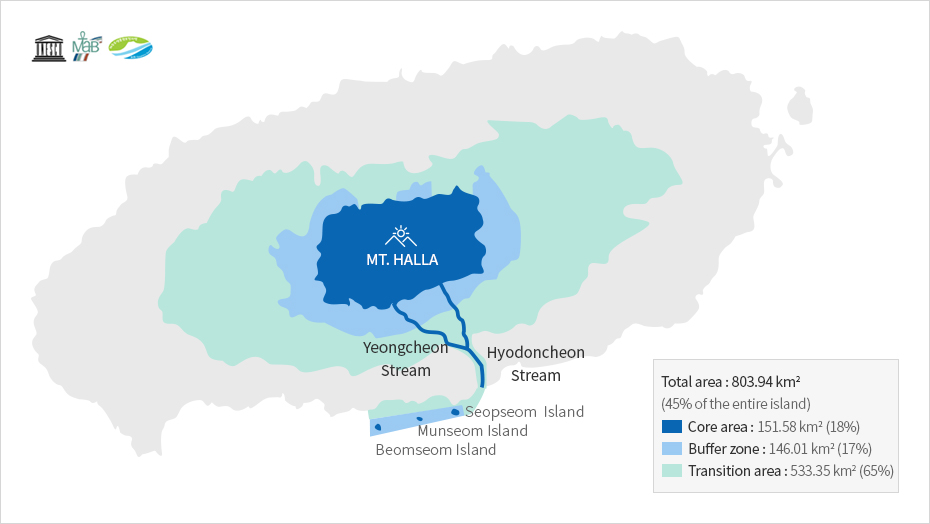 MaB
MT. HALLA
Yeongcheon
Stream
Hyodoncheon
Stream
Seopseom Island
Munseom Island
Beomseom Island
Total area : 803.94 km²
(45% of the entire island)
Core area : 151.58 km² (18%)
Buffer zone : 146.01 km² (17%)
Transition area : 533.35 km² (65%)